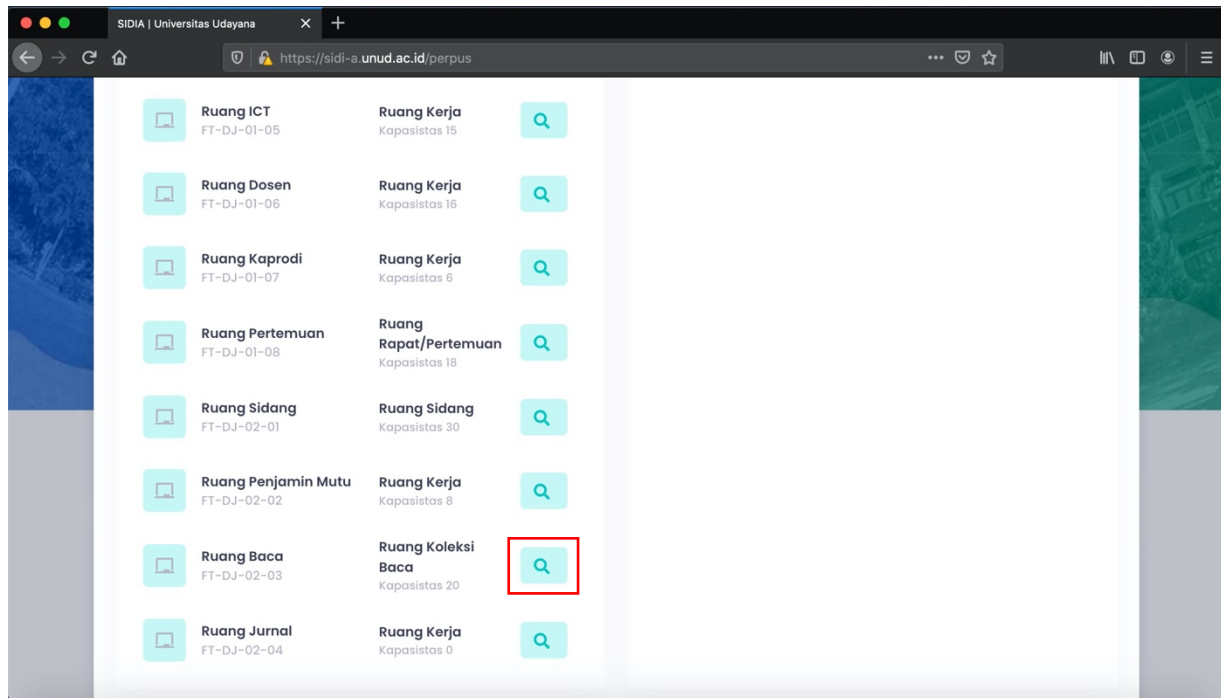 SIDIA | Universitas Udayana
https://sidi-a.unud.ac.id/perpus
Ruang ICT
FT-DJ-01-05
Ruang Kerja
Kapasistas 15
Ruang Dosen
FT-DJ-01-06
Ruang Kerja
Kapasistas 16
Ruang Kaprodi
FT-DJ-01-07
Ruang Kerja
Kapasistas 6
Ruang Pertemuan
FT-DJ-01-08
Ruang
Rapat/Pertemuan
Kapasistas 18
Ruang Sidang
FT-DJ-02-01
Ruang Sidang
Kapasistas 30
Ruang Penjamin Mutu
FT-DJ-02-02
Ruang Kerja
Kapasistas 8
Ruang Baca
FT-DJ-02-03
Ruang Koleksi
Baca
Kapasistas 20
Ruang Jurnal
FT-DJ-02-04
Ruang Kerja
Kapasistas 0